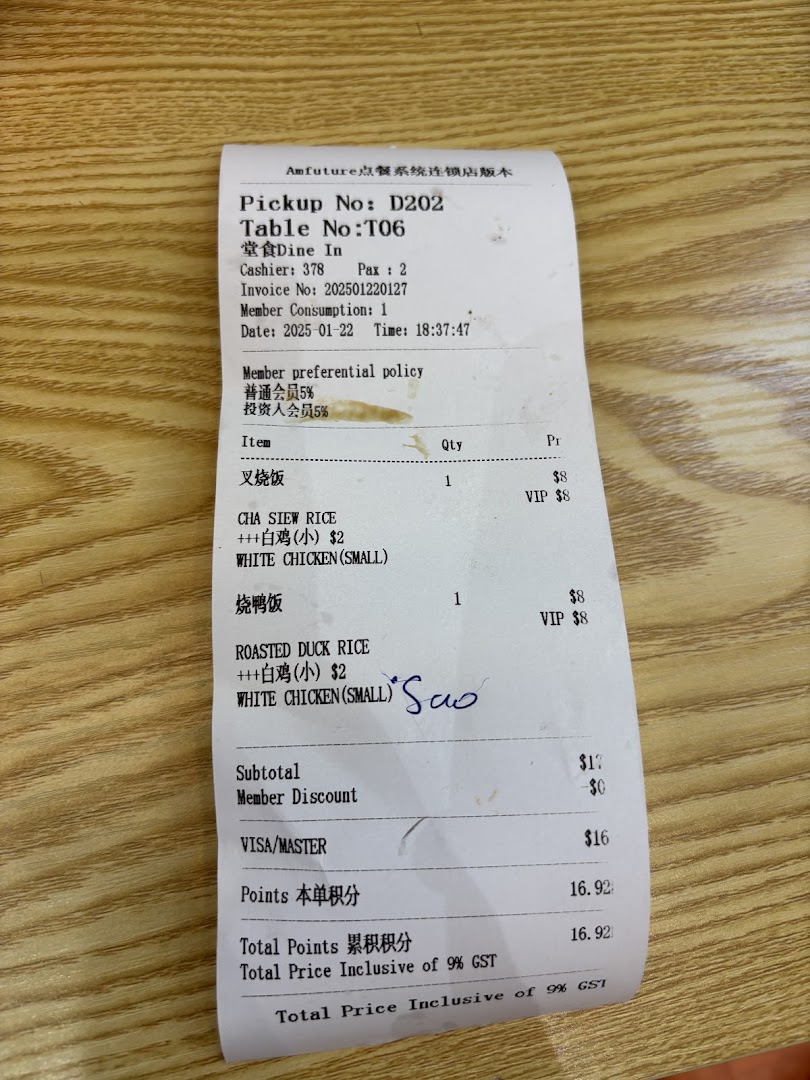 Amfuture点餐系统连锁店版本
Pickup No: D202
Table No:T06
堂食Dine In
Cashier: 378 Pax : 2
Invoice No: 202501220127
Member Consumption: 1
Date: 2025-01-22 Time: 18:37:47
Member preferential policy
普通会员5%
投资人会员5%
Item Qty Pr
叉烧饭 1 $8
VIP $8
CHA SIEW RICE
+++白鸡(小) $2
WHITE CHICKEN(SMALL)
烧鸭饭 1 $8
VIP $8
ROASTED DUCK RICE
+++白鸡(小) $2
WHITE CHICKEN(SMALL)
Subtotal $17
Member Discount -$0
VISA/MASTER $16
Points 本单积分 16.92
Total Points 累积积分 16.92
Total Price Inclusive of 9% GST
Total Price Inclusive of 9% GST